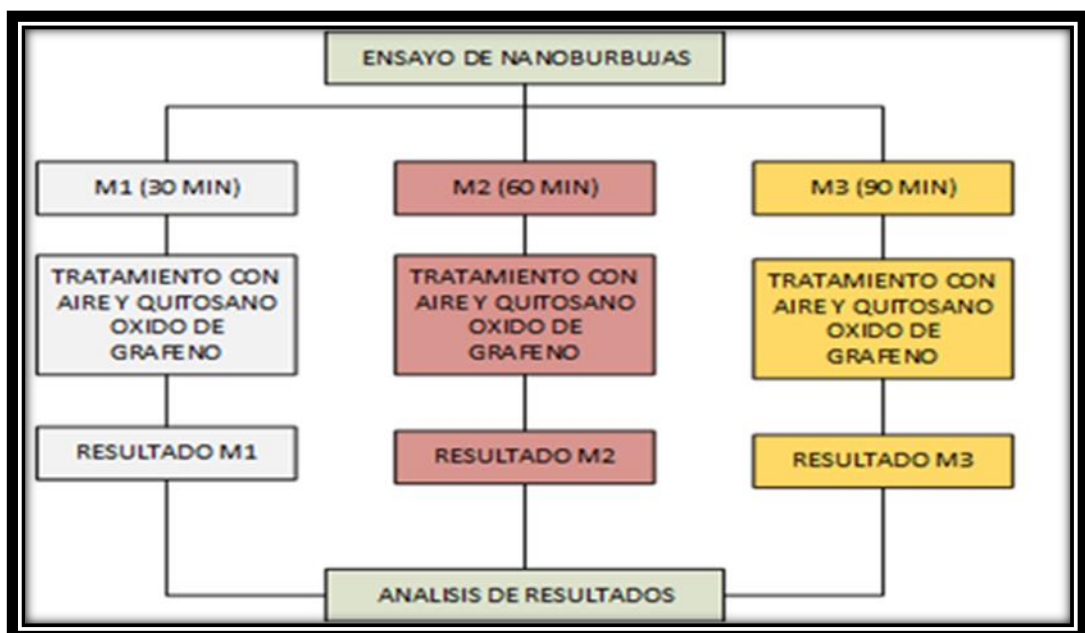 ENSAYO DE NANOBURBUJAS
M1 (30 MIN)
M2 (60 MIN)
M3 (90 MIN)
TRATAMIENTO CON
AIRE Y QUITOSANO
OXIDO DE
GRAFENO
TRATAMIENTO CON
AIRE Y QUITOSANO
OXIDO DE
GRAFENO
TRATAMIENTO CON
AIRE Y QUITOSANO
OXIDO DE
GRAFENO
RESULTADO M1
RESULTADO M2
RESULTADO M3
ANALISIS DE RESULTADOS